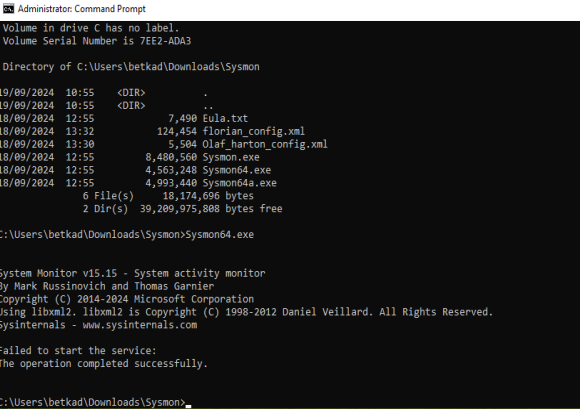 Administrator: Command Prompt
Volume in drive C has no label.
Volume Serial Number is 7EE2-ADA3
Directory of C:\Users\betkad\Downloads\Sysmon
19/09/2024 10:55 <DIR> .
19/09/2024 10:55 <DIR> ..
18/09/2024 12:55 7,490 Eula.txt
18/09/2024 13:32 124,454 florian_config.xml
18/09/2024 13:30 5,504 Olaf_harton_config.xml
18/09/2024 12:55 8,480,560 Sysmon.exe
18/09/2024 12:55 4,563,248 Sysmon64.exe
18/09/2024 12:55 4,993,440 Sysmon64a.exe
6 File(s) 18,174,696 bytes
2 Dir(s) 39,209,975,808 bytes free
C:\Users\betkad\Downloads\Sysmon>Sysmon64.exe
System Monitor v15.15 - System activity monitor
By Mark Russinovich and Thomas Garnier
Copyright (C) 2014-2024 Microsoft Corporation
Using libxml2. libxml2 is Copyright (C) 1998-2012 Daniel Veillard. All Rights Reserved.
Sysinternals - www.sysinternals.com
Failed to start the service:
The operation completed successfully.
C:\Users\betkad\Downloads\Sysmon>